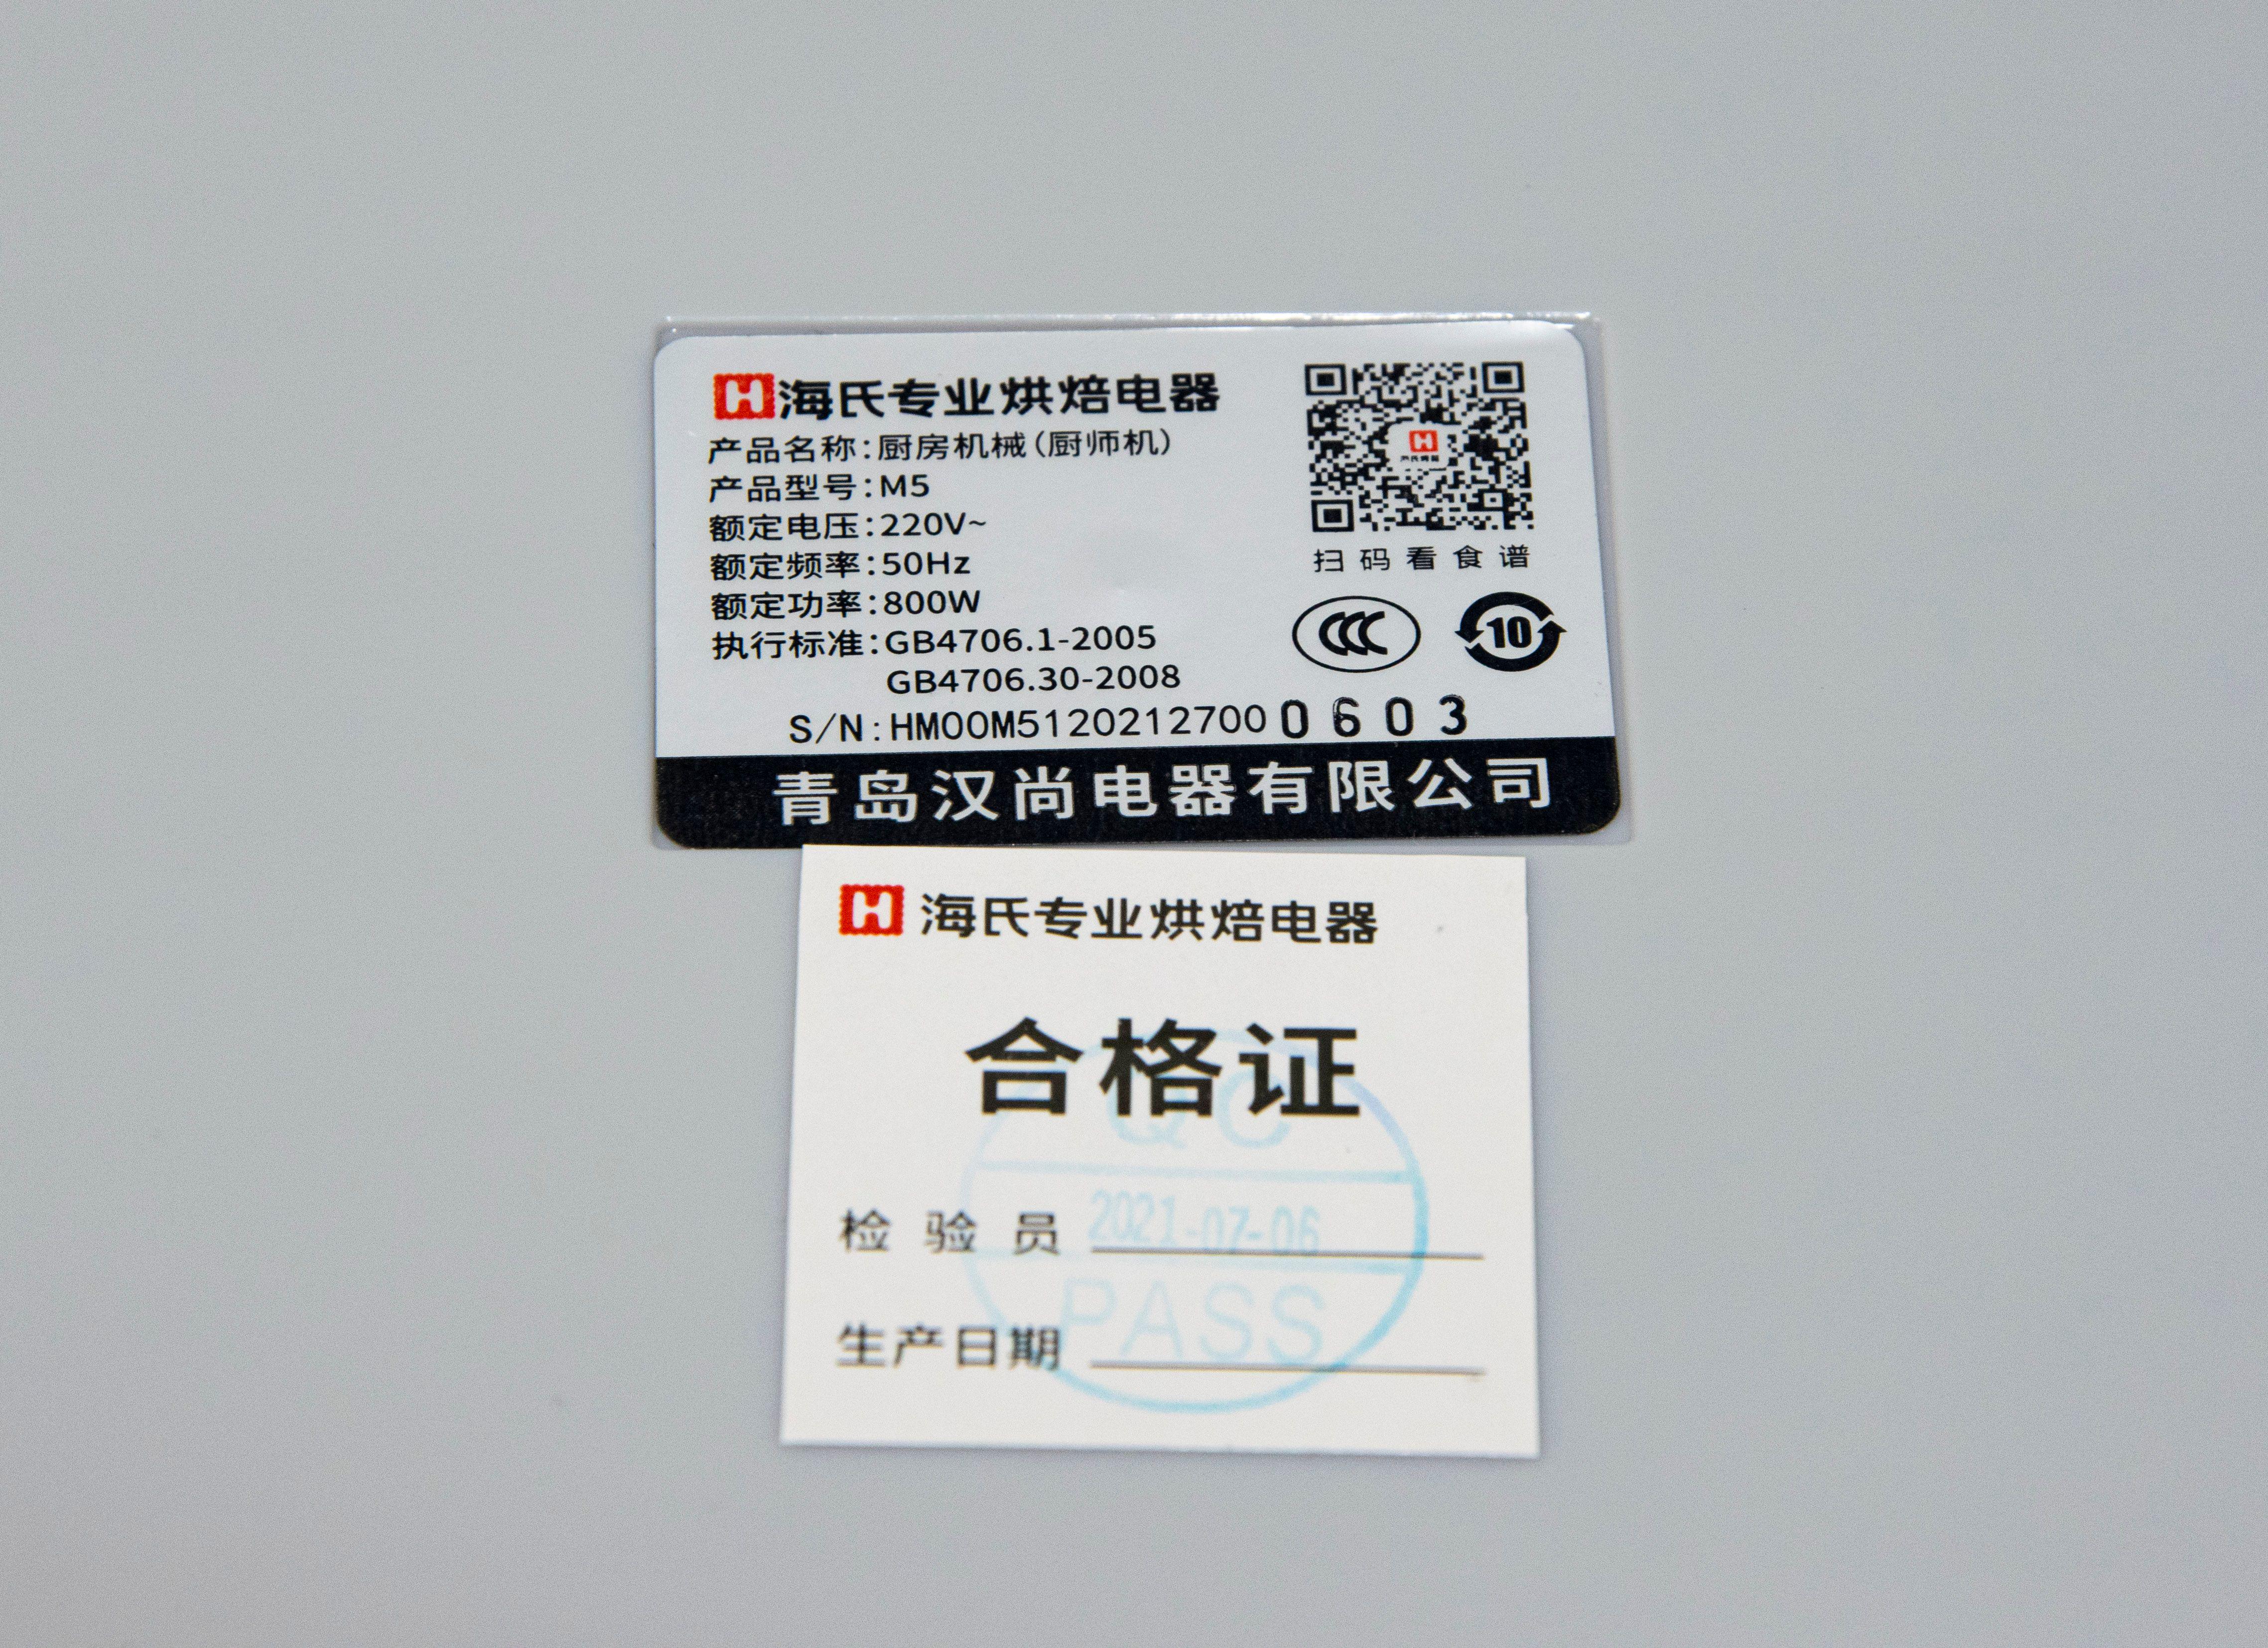 H 海氏专业烘焙电器
产品名称:厨房机械(厨师机)
产品型号:M5
额定电压:220V~
额定频率:50Hz
额定功率:800W
执行标准:GB4706.1-2005
GB4706.30-2008
S/N:HM00M5120212700 0603
扫码看食谱
CCC
10
青岛汉尚电器有限公司
H 海氏专业烘焙电器
合格证
QC
检验员
2021-07-06
PASS
生产日期